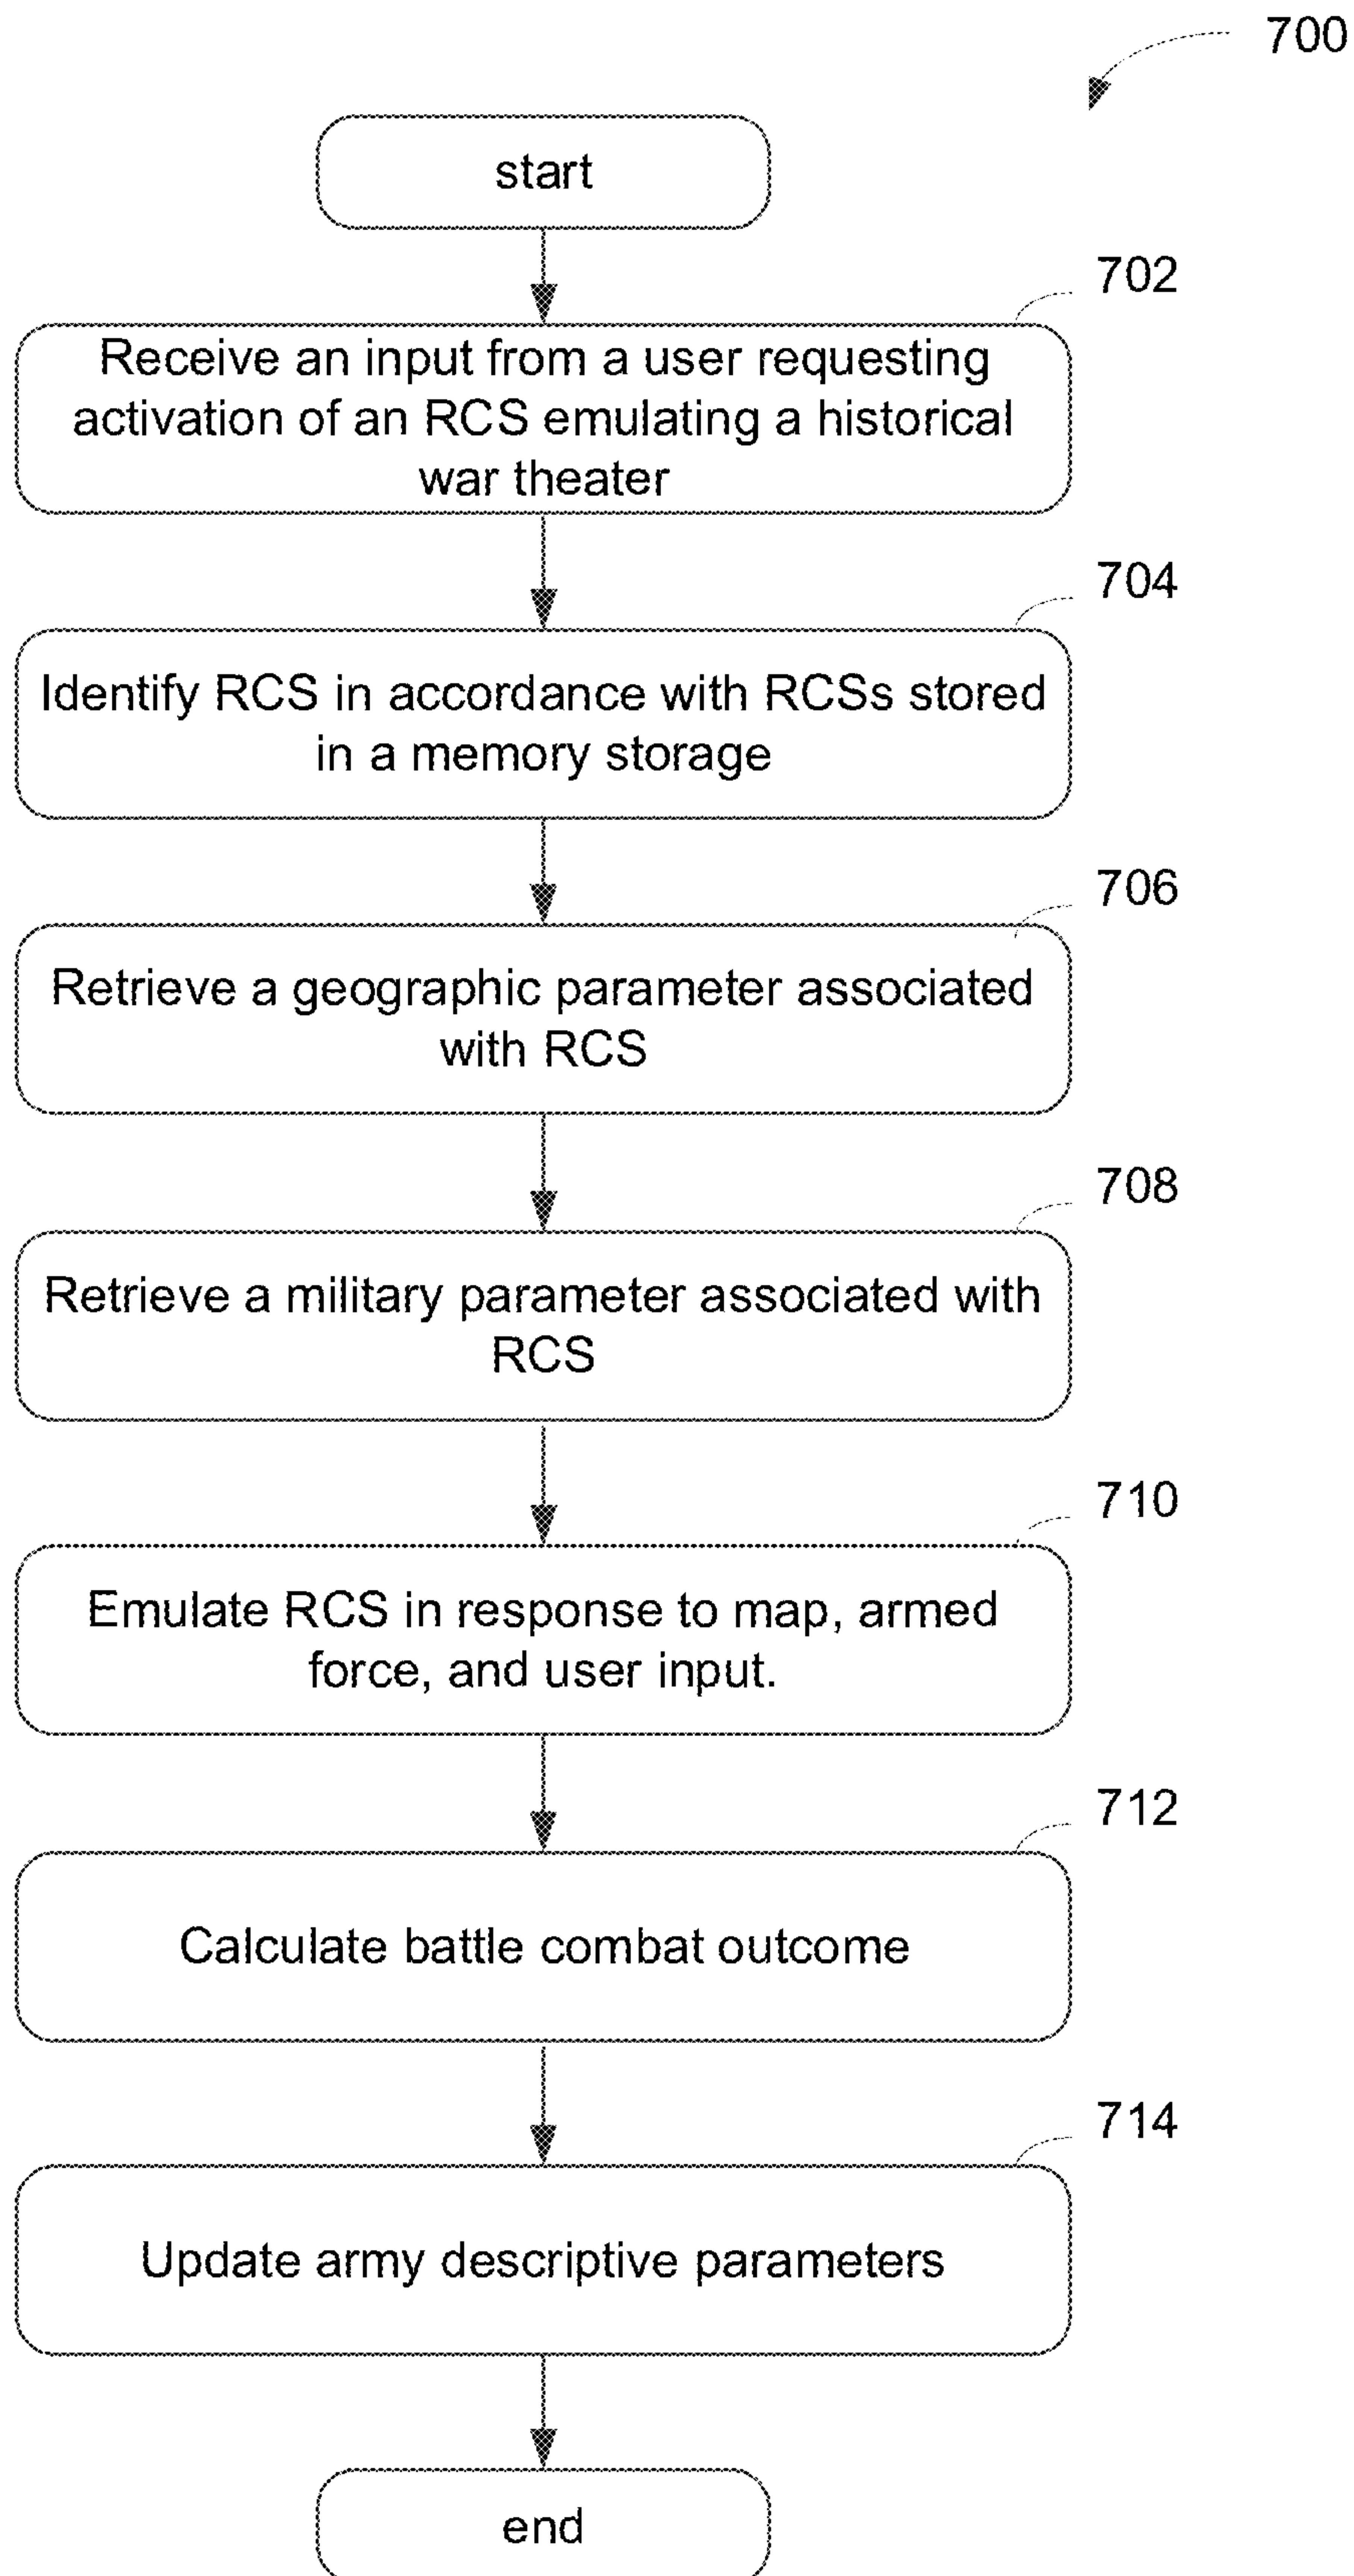 700
start
702
Receive an input from a user requesting
activation of an RCS emulating a historical
war theater
704
Identify RCS in accordance with RCSs stored
in a memory storage
706
Retrieve a geographic parameter associated
with RCS
708
Retrieve a military parameter associated with
RCS
710
Emulate RCS in response to map, armed
force, and user input.
712
Calculate battle combat outcome
714
Update army descriptive parameters
end